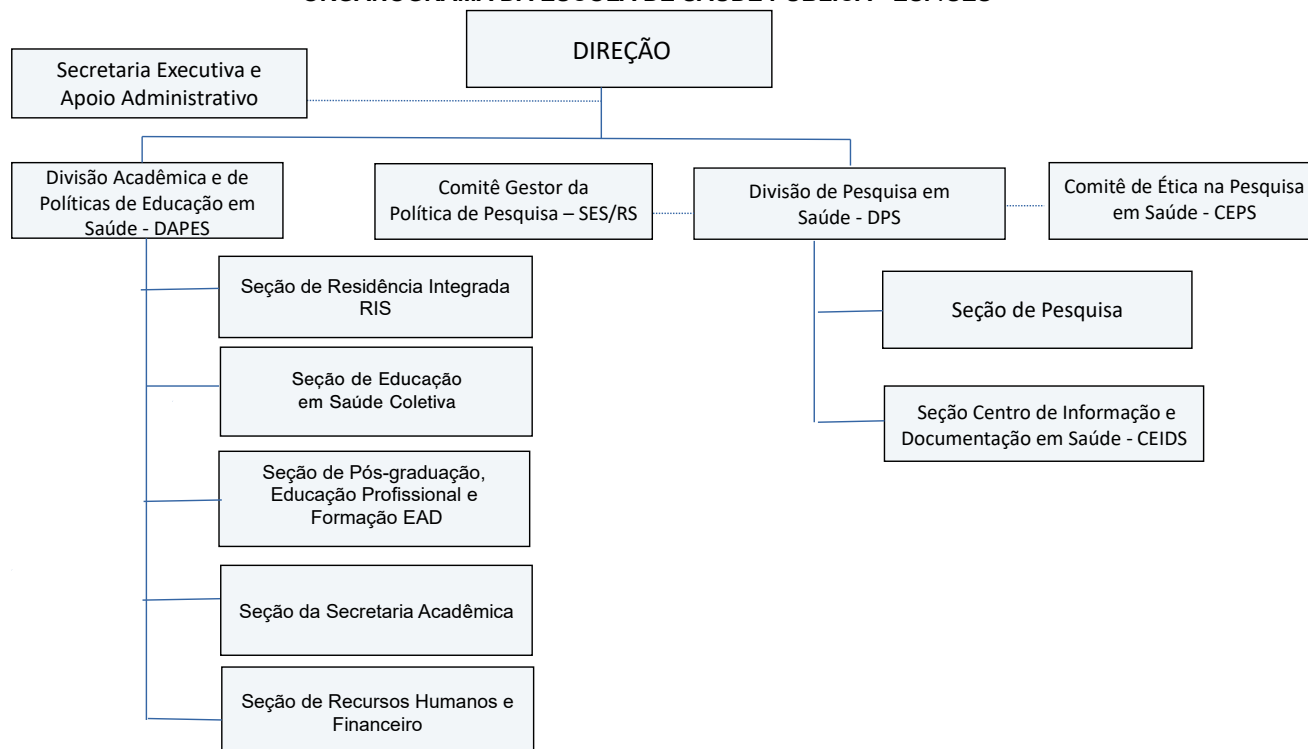 DIREÇÃO
Secretaria Executiva e
Apoio Administrativo
Divisão Acadêmica e de
Políticas de Educação em
Saúde - DAPES
Comitê Gestor da
Política de Pesquisa – SES/RS
Divisão de Pesquisa em
Saúde - DPS
Comitê de Ética na Pesquisa
em Saúde - CEPS
Seção de Residência Integrada
RIS
Seção de Educação
em Saúde Coletiva
Seção de Pós-graduação,
Educação Profissional e
Formação EAD
Seção da Secretaria Acadêmica
Seção de Recursos Humanos e
Financeiro
Seção de Pesquisa
Seção Centro de Informação e
Documentação em Saúde - CEIDS